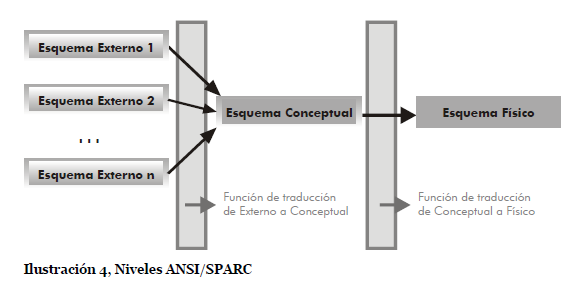 Esquema Externo 1
Esquema Externo 2
...
Esquema Externo n
Esquema Conceptual
Esquema Físico
Función de traducción
de Externo a Conceptual
Función de traducción
de Conceptual a Físico
Ilustración 4, Niveles ANSI/SPARC